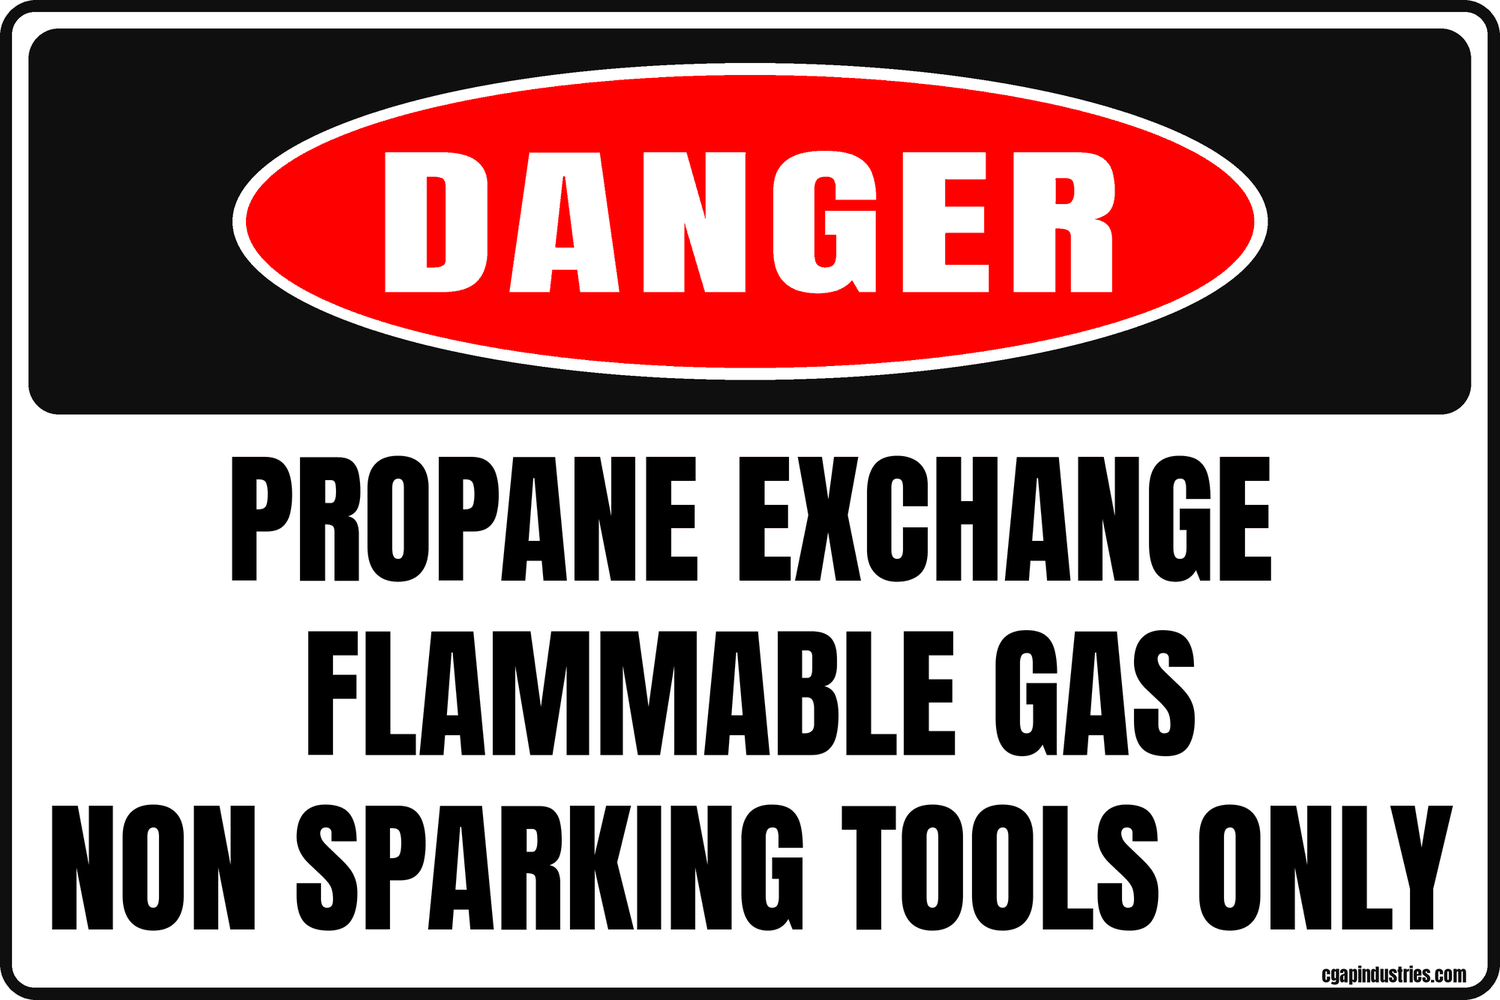 DANGER
PROPANE EXCHANGE
FLAMMABLE GAS
NON SPARKING TOOLS ONLY
cgapindustries.com